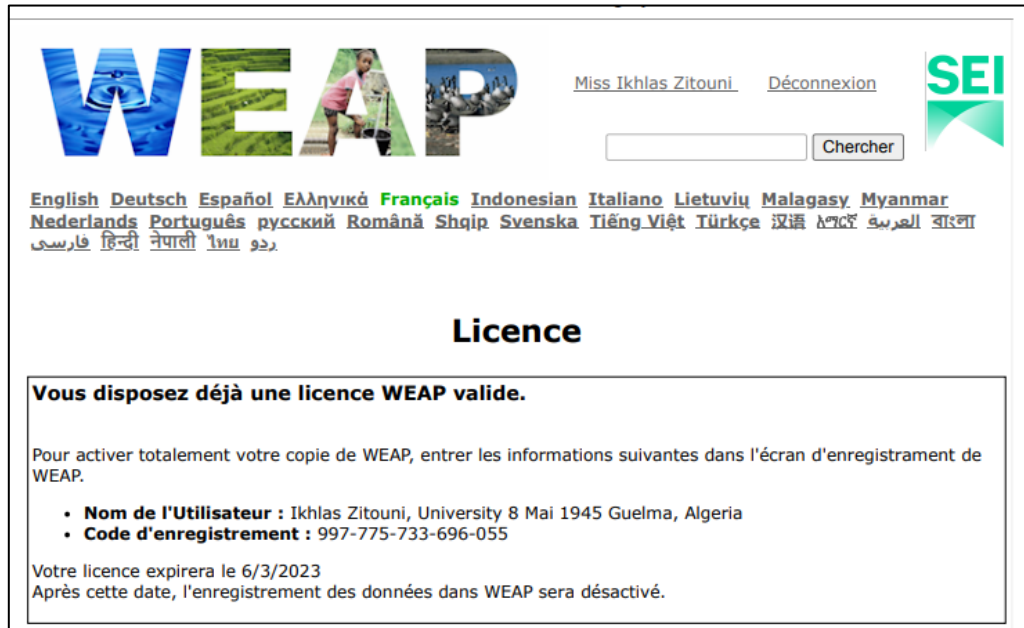 WEAP
Miss Ikhlas Zitouni Déconnexion
SEI
Chercher
English Deutsch Español Ελληνικά Français Indonesian Italiano Lietuvių Malagasy Myanmar
Nederlands Português русский Română Shqip Svenska Tiếng Việt Türkçe 汉语 አማርኛ العربية বাংলা
فارسی हिन्दी नेपाली ไทย ردو
Licence
Vous disposez déjà une licence WEAP valide.
Pour activer totalement votre copie de WEAP, entrer les informations suivantes dans l'écran d'enregistrament de
WEAP.
• Nom de l'Utilisateur : Ikhlas Zitouni, University 8 Mai 1945 Guelma, Algeria
• Code d'enregistrement : 997-775-733-696-055
Votre licence expirera le 6/3/2023
Après cette date, l'enregistrement des données dans WEAP sera désactivé.